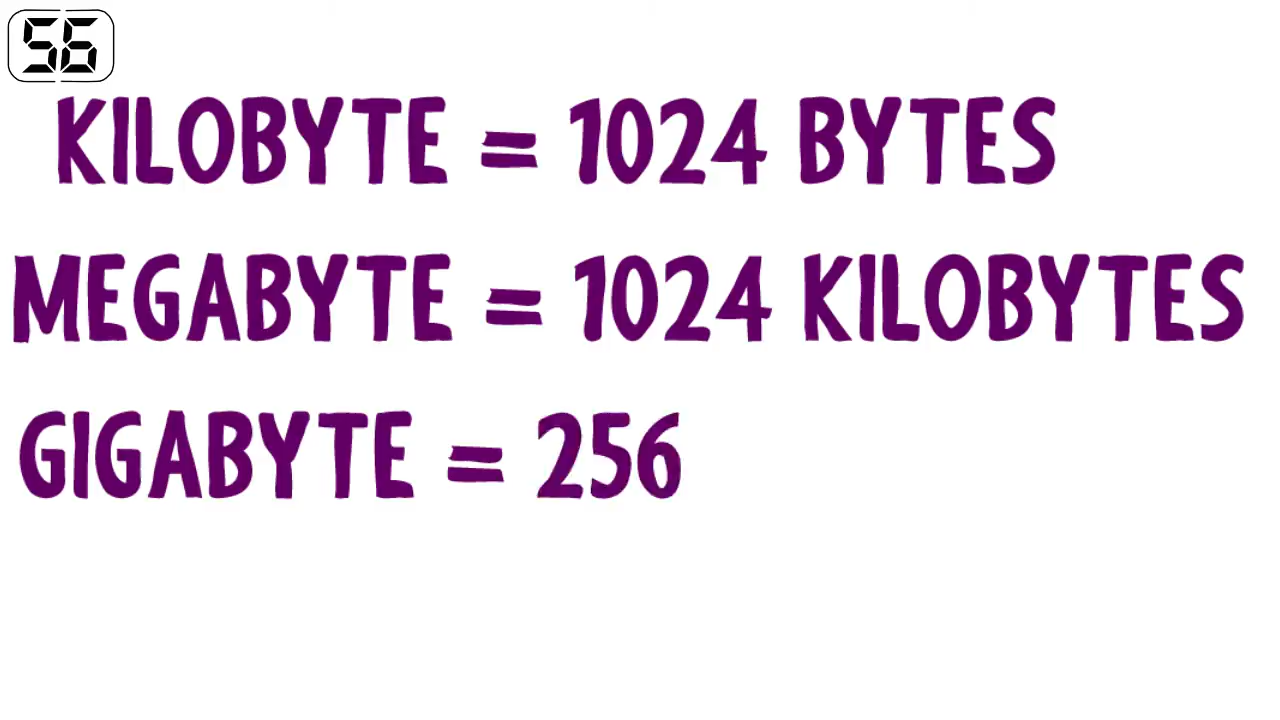 56
KILOBYTE = 1024 BYTES
MEGABYTE = 1024 KILOBYTES
GIGABYTE = 256